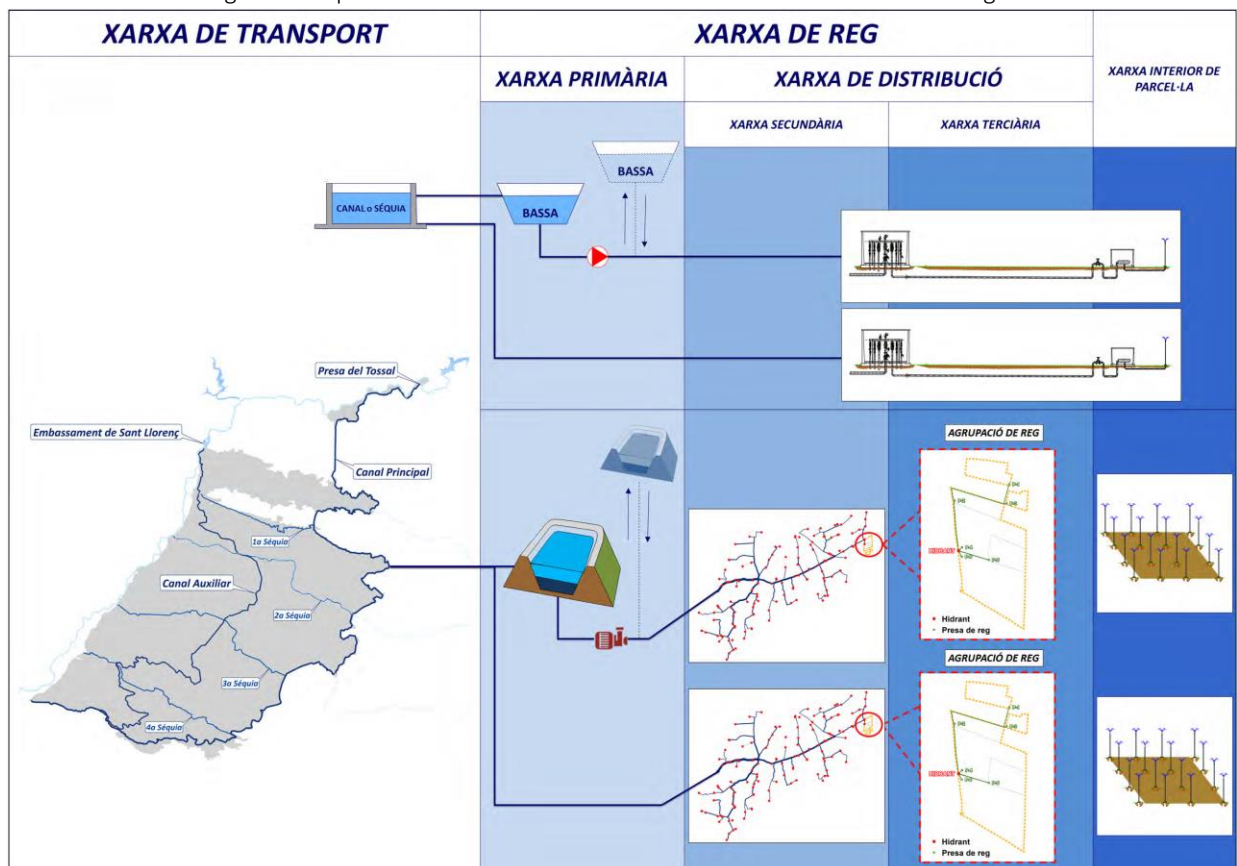 XARXA DE TRANSPORT
XARXA DE REG
XARXA PRIMÀRIA
XARXA DE DISTRIBUCIÓ
XARXA INTERIOR DE
PARCEL·LA
XARXA SECUNDÀRIA
XARXA TERCIÀRIA
BASSA
CANAL o SÉQUIA
BASSA
Presa del Tossal
Embassament de Sant Llorenç
Canal Principal
1a Séquia
Canal Auxiliar
2a Séquia
3a Séquia
4a Séquia
AGRUPACIÓ DE REG
HIDRANT
Hidrant
Presa de reg
AGRUPACIÓ DE REG
HIDRANT
Hidrant
Presa de reg